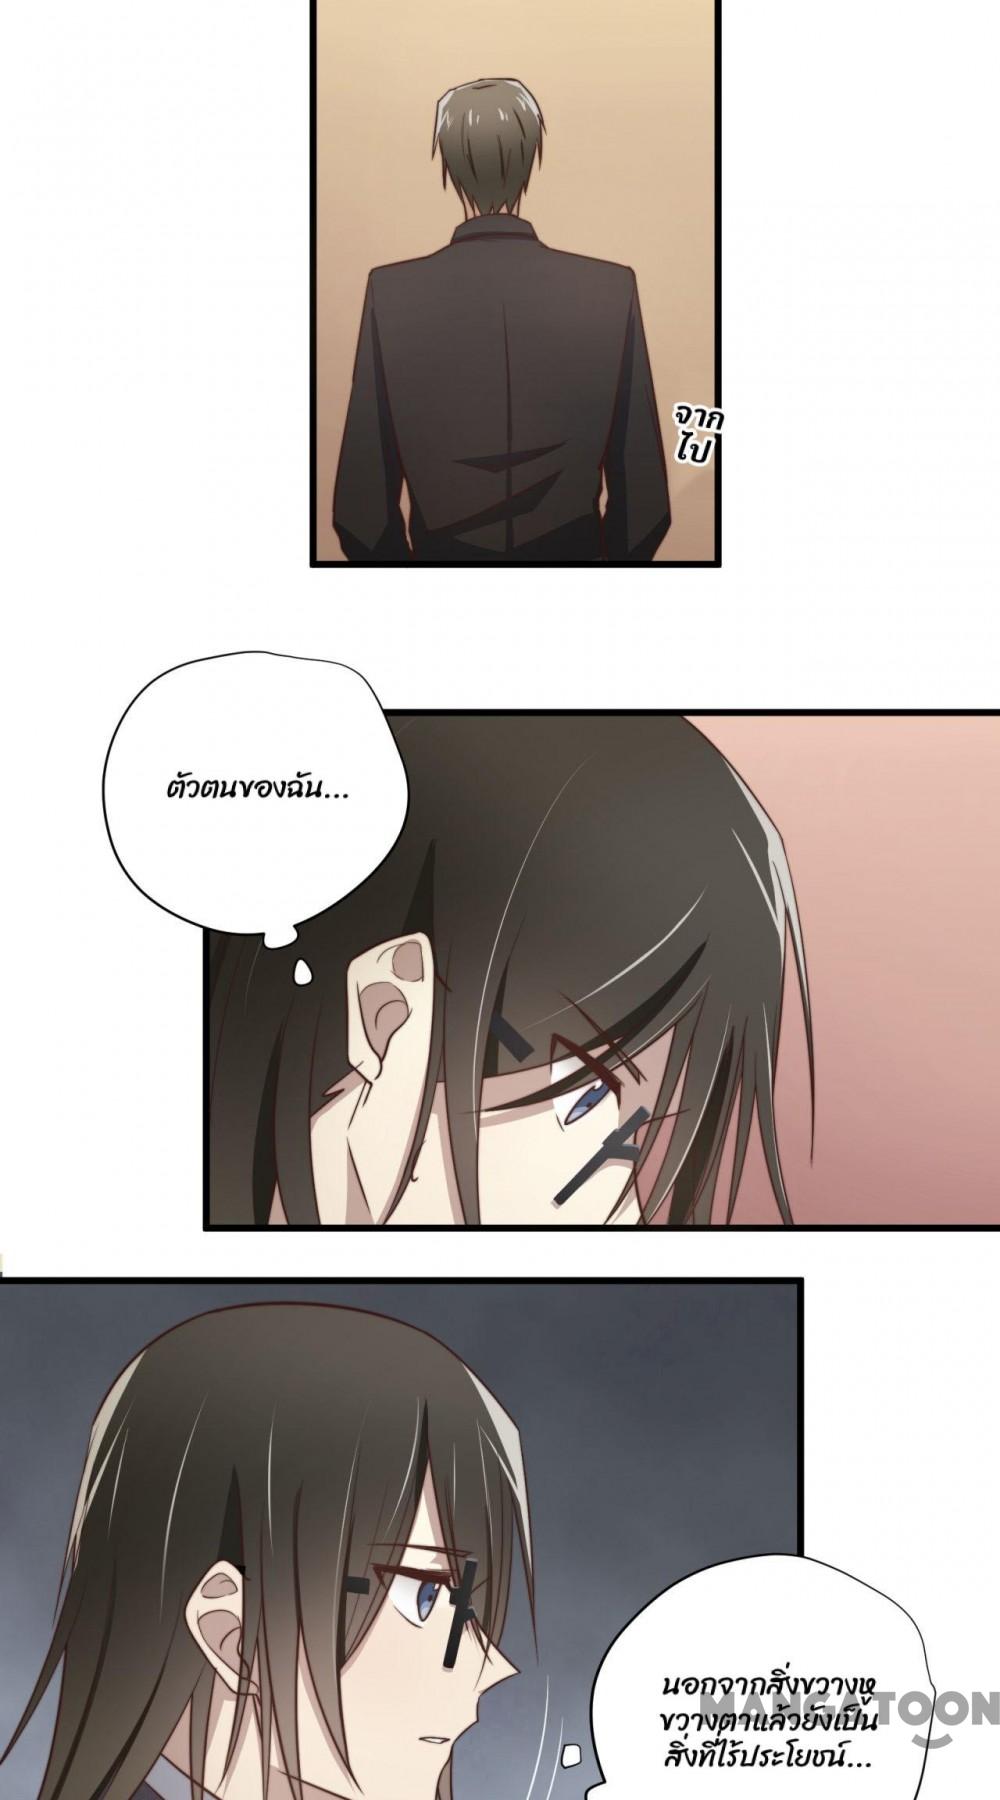 จาก
ไป
ตัวตนของฉัน...
นอกจากสิ่งขวางหู
ขวางตาแล้วยังเป็น
สิ่งที่ไร้ประโยชน์...
MANGATOON